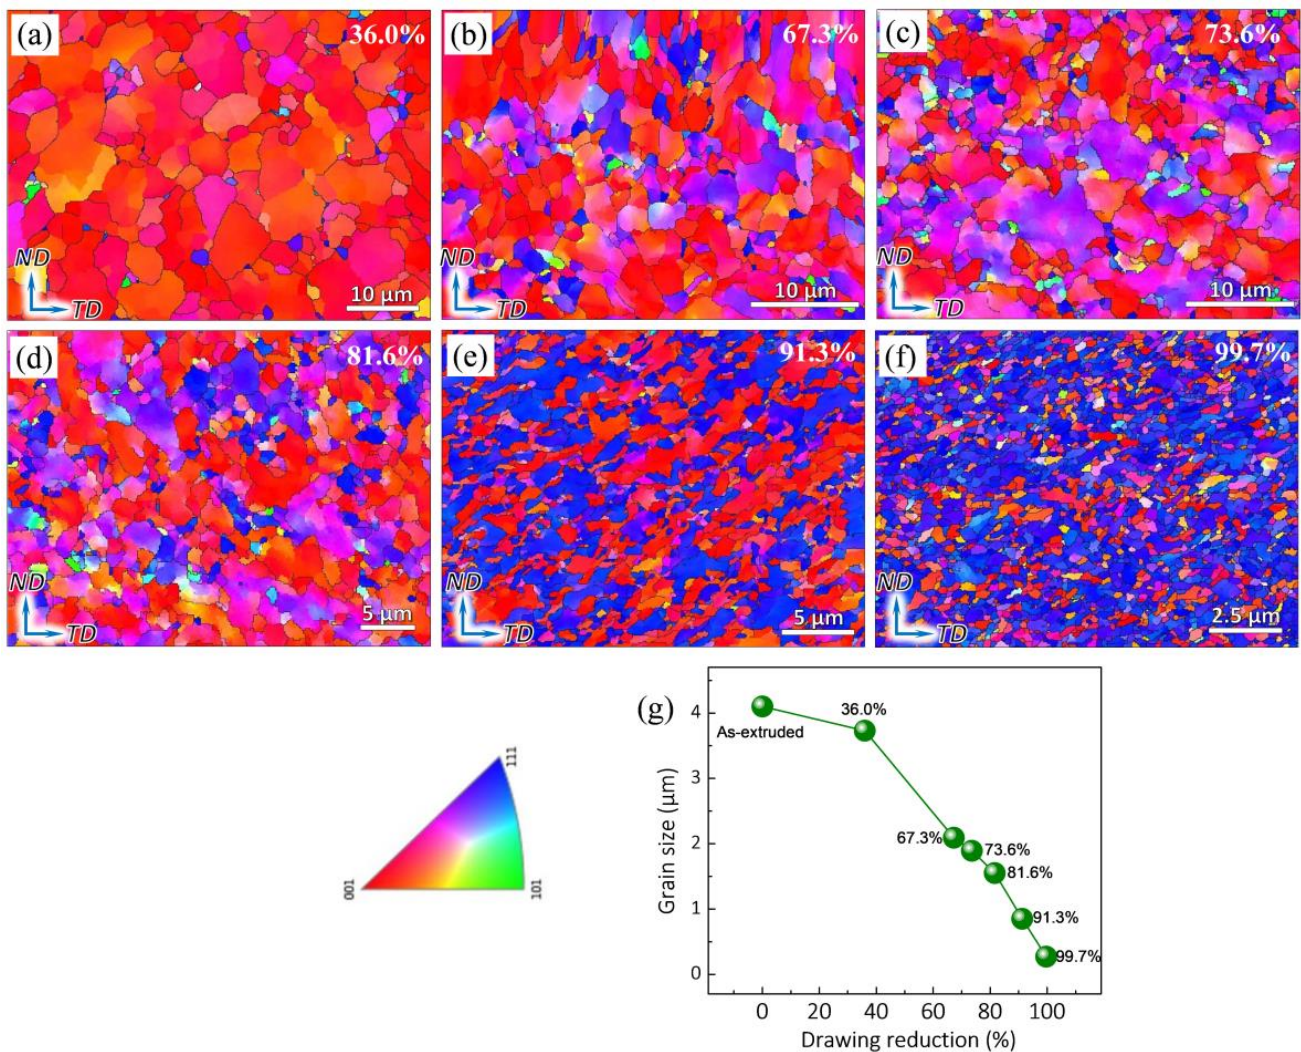 (a)
36.0%
ND
TD
10 μm
(b)
67.3%
10 μm
(c)
73.6%
ND
TD
10 μm
(d)
81.6%
ND
TD
5 μm
(e)
91.3%
ND
TD
5 μm
(f)
99.7%
ND
TD
2.5 μm
111
001
101
(g)
4
3
2
1
0
Grain size (μm)
As-extruded
36.0%
67.3%
73.6%
81.6%
91.3%
99.7%
0 20 40 60 80 100
Drawing reduction (%)